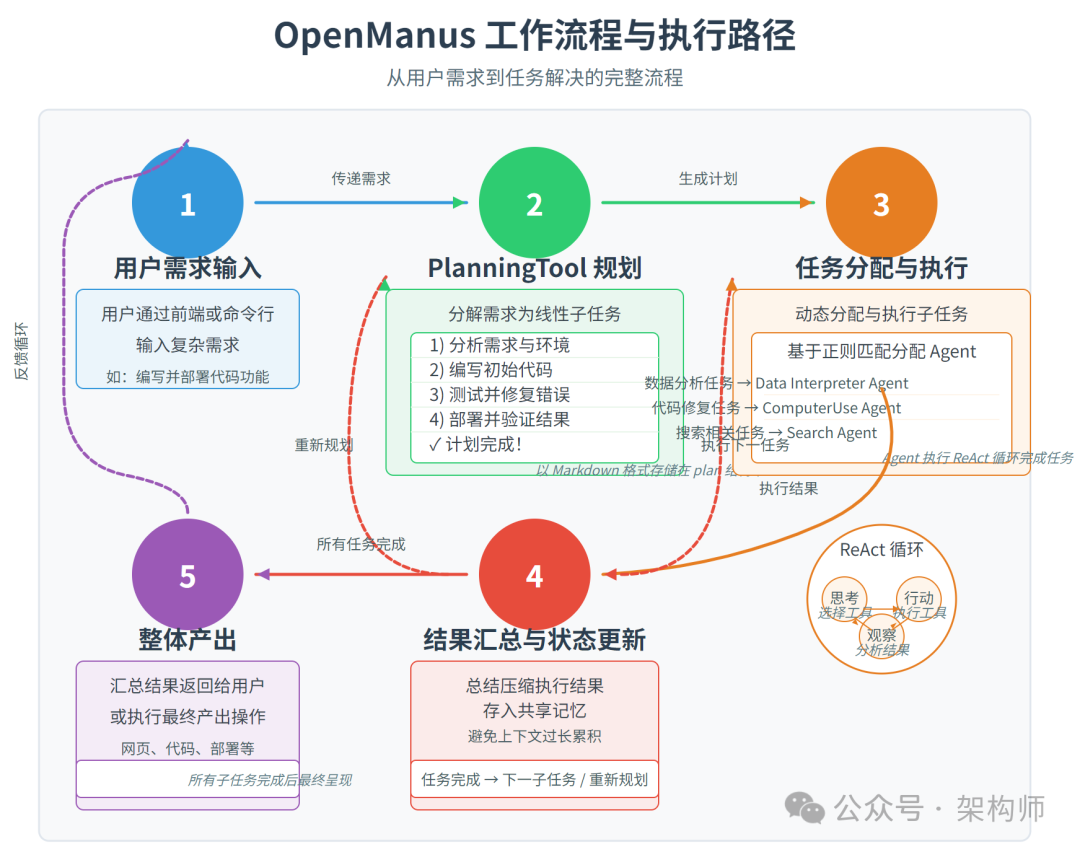 OpenManus 工作流程与执行路径
从用户需求到任务解决的完整流程
1
传递需求
2
生成计划
3
用户需求输入
用户通过前端或命令行
输入复杂需求
如：编写并部署代码功能
PlanningTool 规划
分解需求为线性子任务
1) 分析需求与环境
2) 编写初始代码
3) 测试并修复错误
4) 部署并验证结果
✓ 计划完成！
以 Markdown 格式存储在 plan
任务分配与执行
动态分配与执行子任务
基于正则匹配分配 Agent
数据分析任务 → Data Interpreter Agent
代码修复任务 → ComputerUse Agent
搜索相关任务 → Search Agent
执行下一任务
Agent 执行 ReAct 循环完成任务
执行结果
反馈循环
重新规划
所有任务完成
5
整体产出
汇总结果返回给用户
或执行最终产出操作
网页、代码、部署等
所有子任务完成后最终呈现
4
结果汇总与状态更新
总结压缩执行结果
存入共享记忆
避免上下文过长累积
任务完成 → 下一子任务 / 重新规划
ReAct 循环
思考
选择工具
行动
执行工具
观察
分析结果
公众号 · 架构师